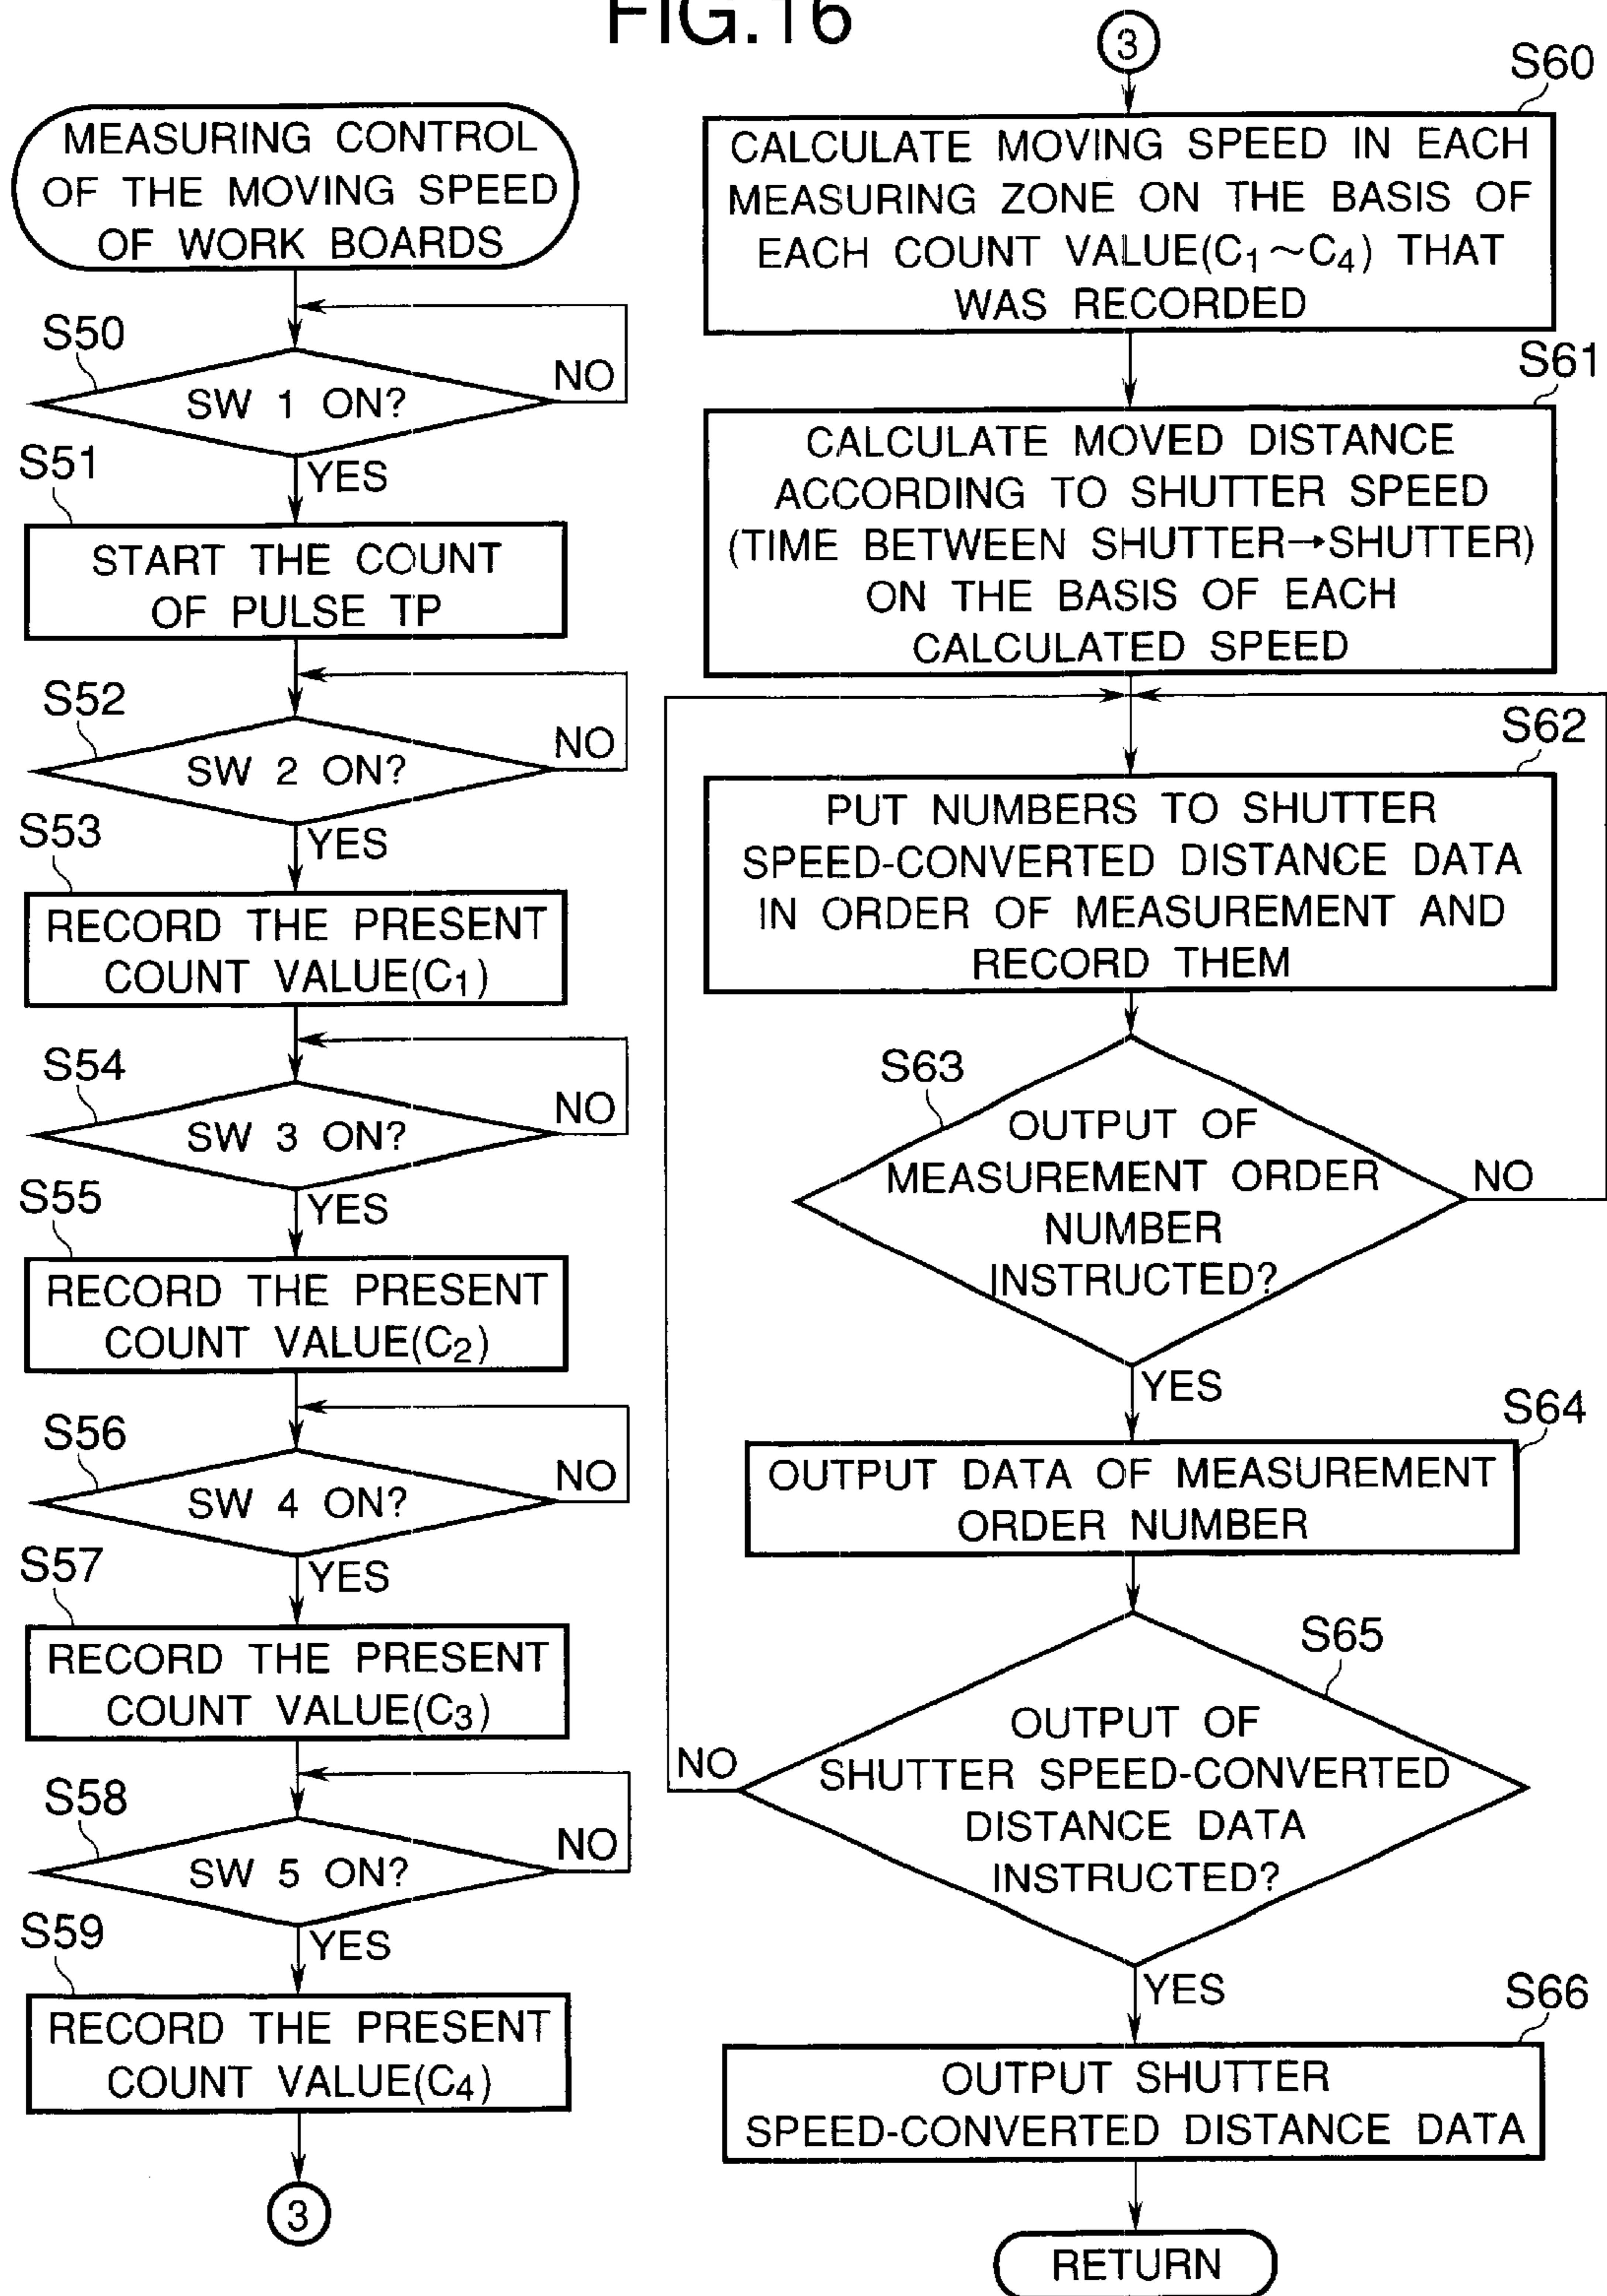 FIG.16
MEASURING CONTROL
OF THE MOVING SPEED
OF WORK BOARDS
S50
SW 1 ON?
NO
YES
S51
START THE COUNT
OF PULSE TP
S52
SW 2 ON?
NO
YES
S53
RECORD THE PRESENT
COUNT VALUE(C1)
S54
SW 3 ON?
NO
YES
S55
RECORD THE PRESENT
COUNT VALUE(C2)
S56
SW 4 ON?
NO
YES
S57
RECORD THE PRESENT
COUNT VALUE(C3)
S58
SW 5 ON?
NO
YES
S59
RECORD THE PRESENT
COUNT VALUE(C4)
3
3
S60
CALCULATE MOVING SPEED IN EACH
MEASURING ZONE ON THE BASIS OF
EACH COUNT VALUE(C1~C4) THAT
WAS RECORDED
S61
CALCULATE MOVED DISTANCE
ACCORDING TO SHUTTER SPEED
(TIME BETWEEN SHUTTER→SHUTTER)
ON THE BASIS OF EACH
CALCULATED SPEED
S62
PUT NUMBERS TO SHUTTER
SPEED-CONVERTED DISTANCE DATA
IN ORDER OF MEASUREMENT AND
RECORD THEM
S63
OUTPUT OF
MEASUREMENT ORDER
NUMBER
INSTRUCTED?
NO
YES
S64
OUTPUT DATA OF MEASUREMENT
ORDER NUMBER
S65
OUTPUT OF
SHUTTER SPEED-CONVERTED
DISTANCE DATA
INSTRUCTED?
NO
YES
S66
OUTPUT SHUTTER
SPEED-CONVERTED DISTANCE DATA
RETURN